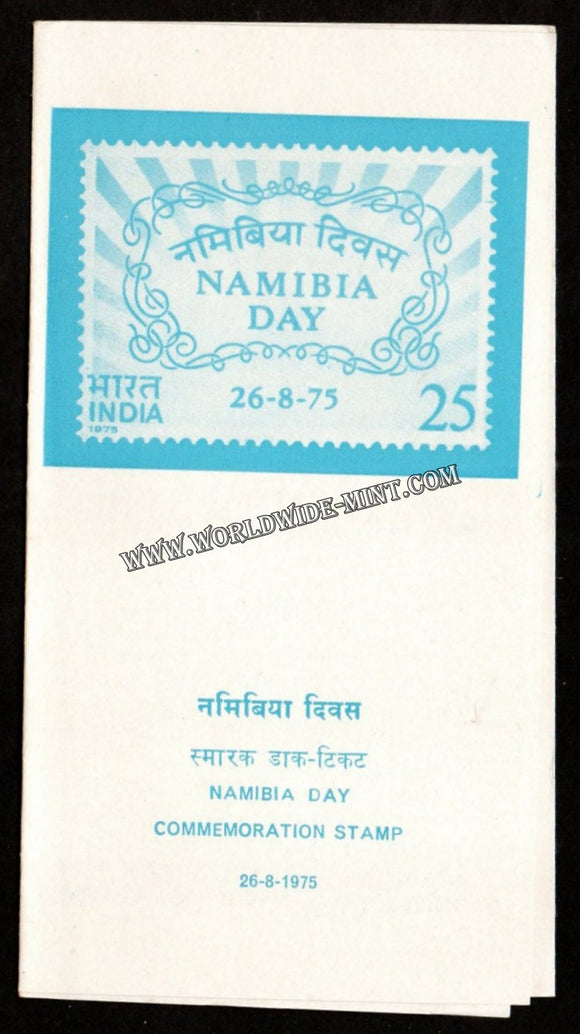 नमिबिया दिवस
NAMIBIA
DAY
26-8-75
भारत
INDIA
1975
25
WWW.WORLDWIDE-MINT.COM
नमिबिया दिवस
स्मारक डाक-टिकट
NAMIBIA DAY
COMMEMORATION STAMP
26-8-1975